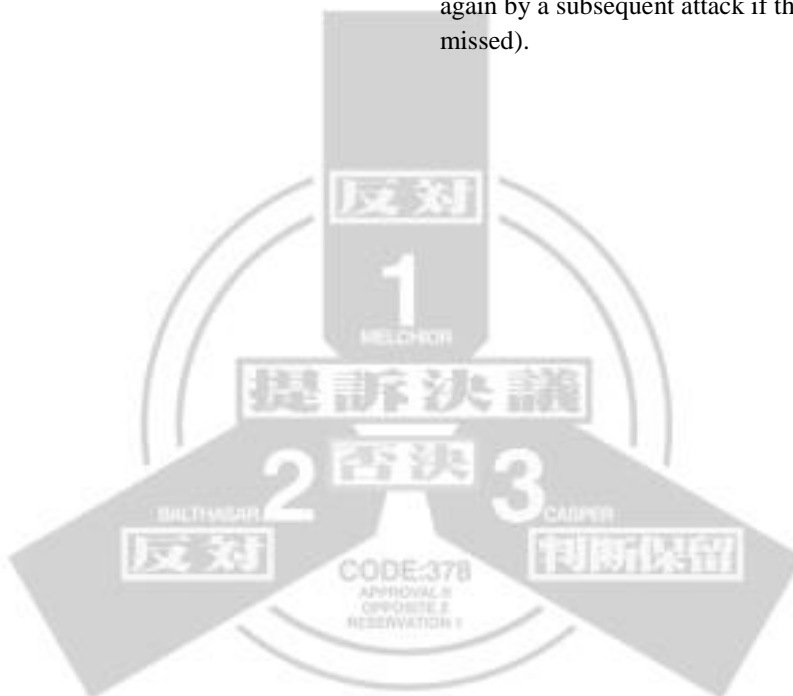 again by a subsequent attack if th
missed).
反対
1
MELCHIOR
提訴決議
否決
2
3
BALTHASAR
CASPER
反対
判断保留
CODE:378
APPROVAL 0
OPPOSITE 2
RESERVATION 1